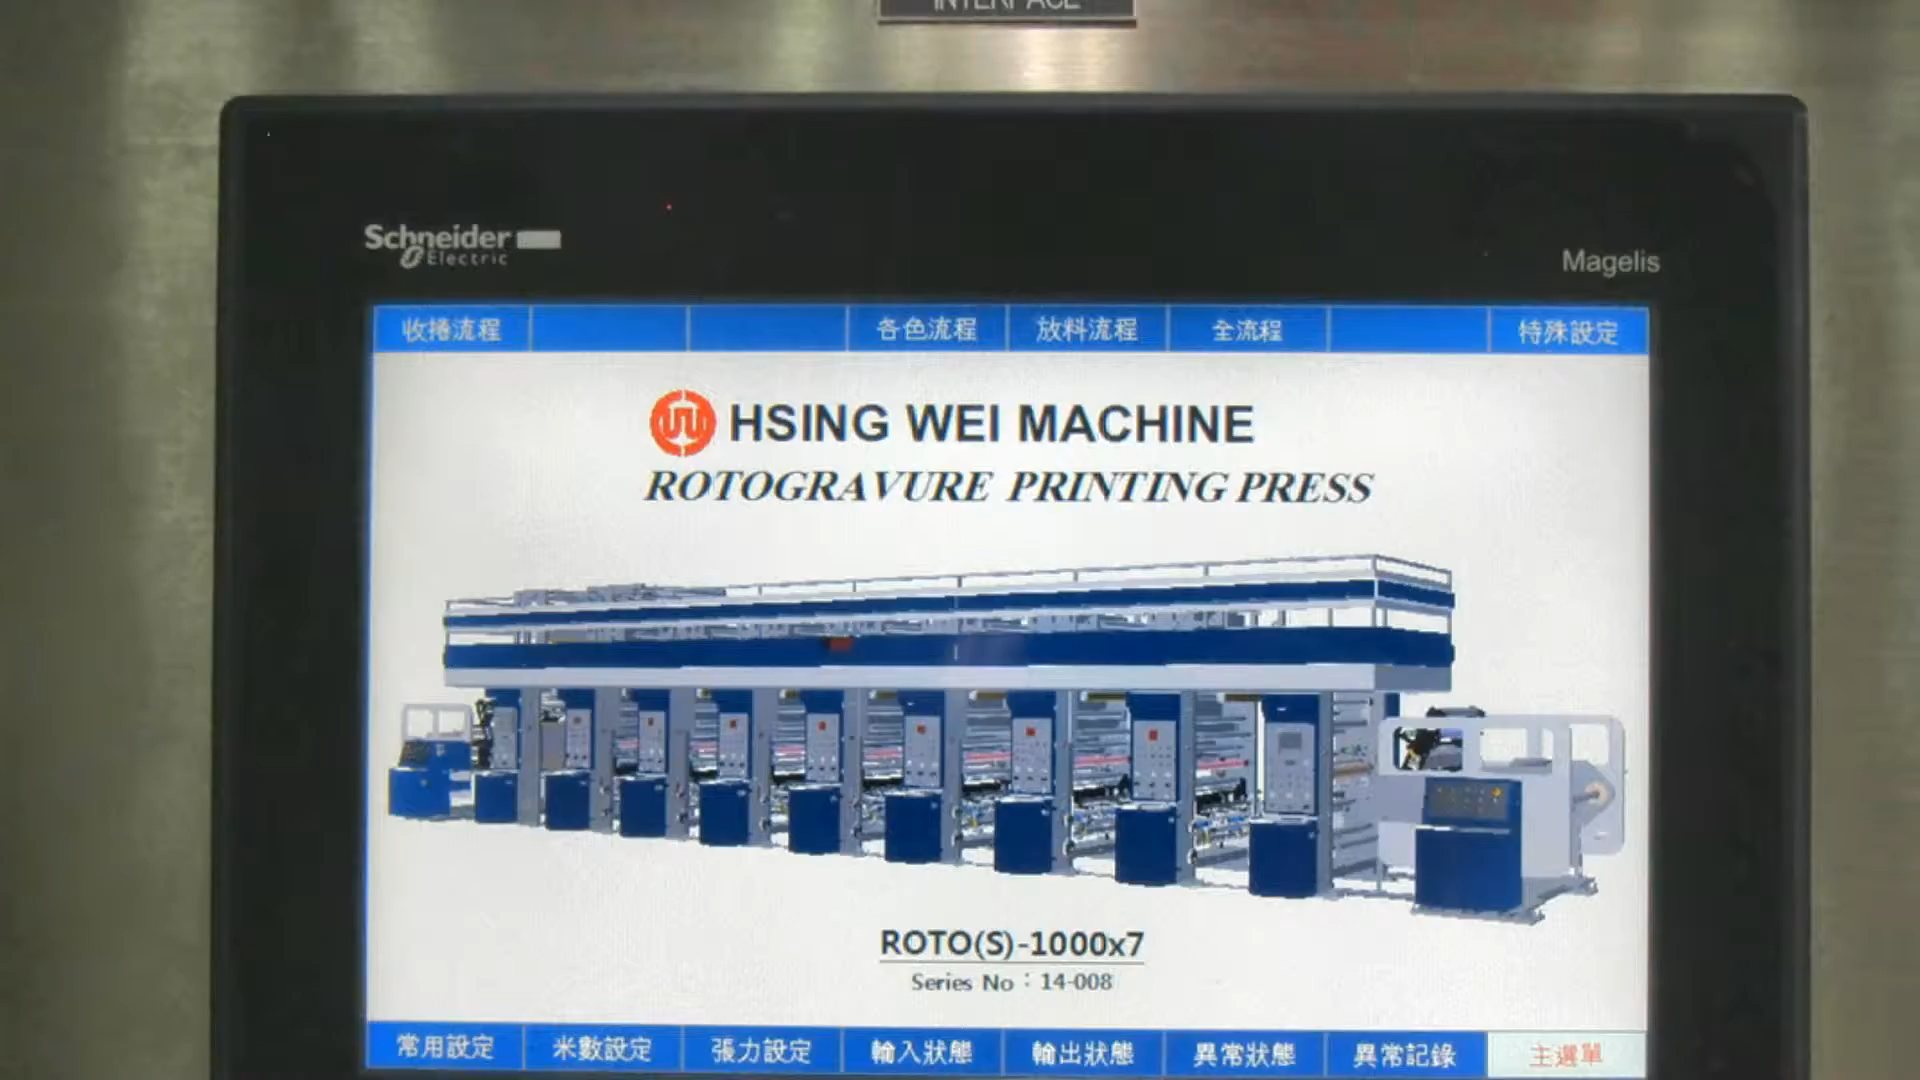 INTERFACE
Schneider
Electric
Magelis
收捲流程 各色流程 放料流程 全流程 特殊設定
HSING WEI MACHINE
ROTOGRAVURE PRINTING PRESS
ROTO(S)-1000x7
Series No：14-008
常用設定 米數設定 張力設定 輸入狀態 輸出狀態 異常狀態 異常記錄 主選單